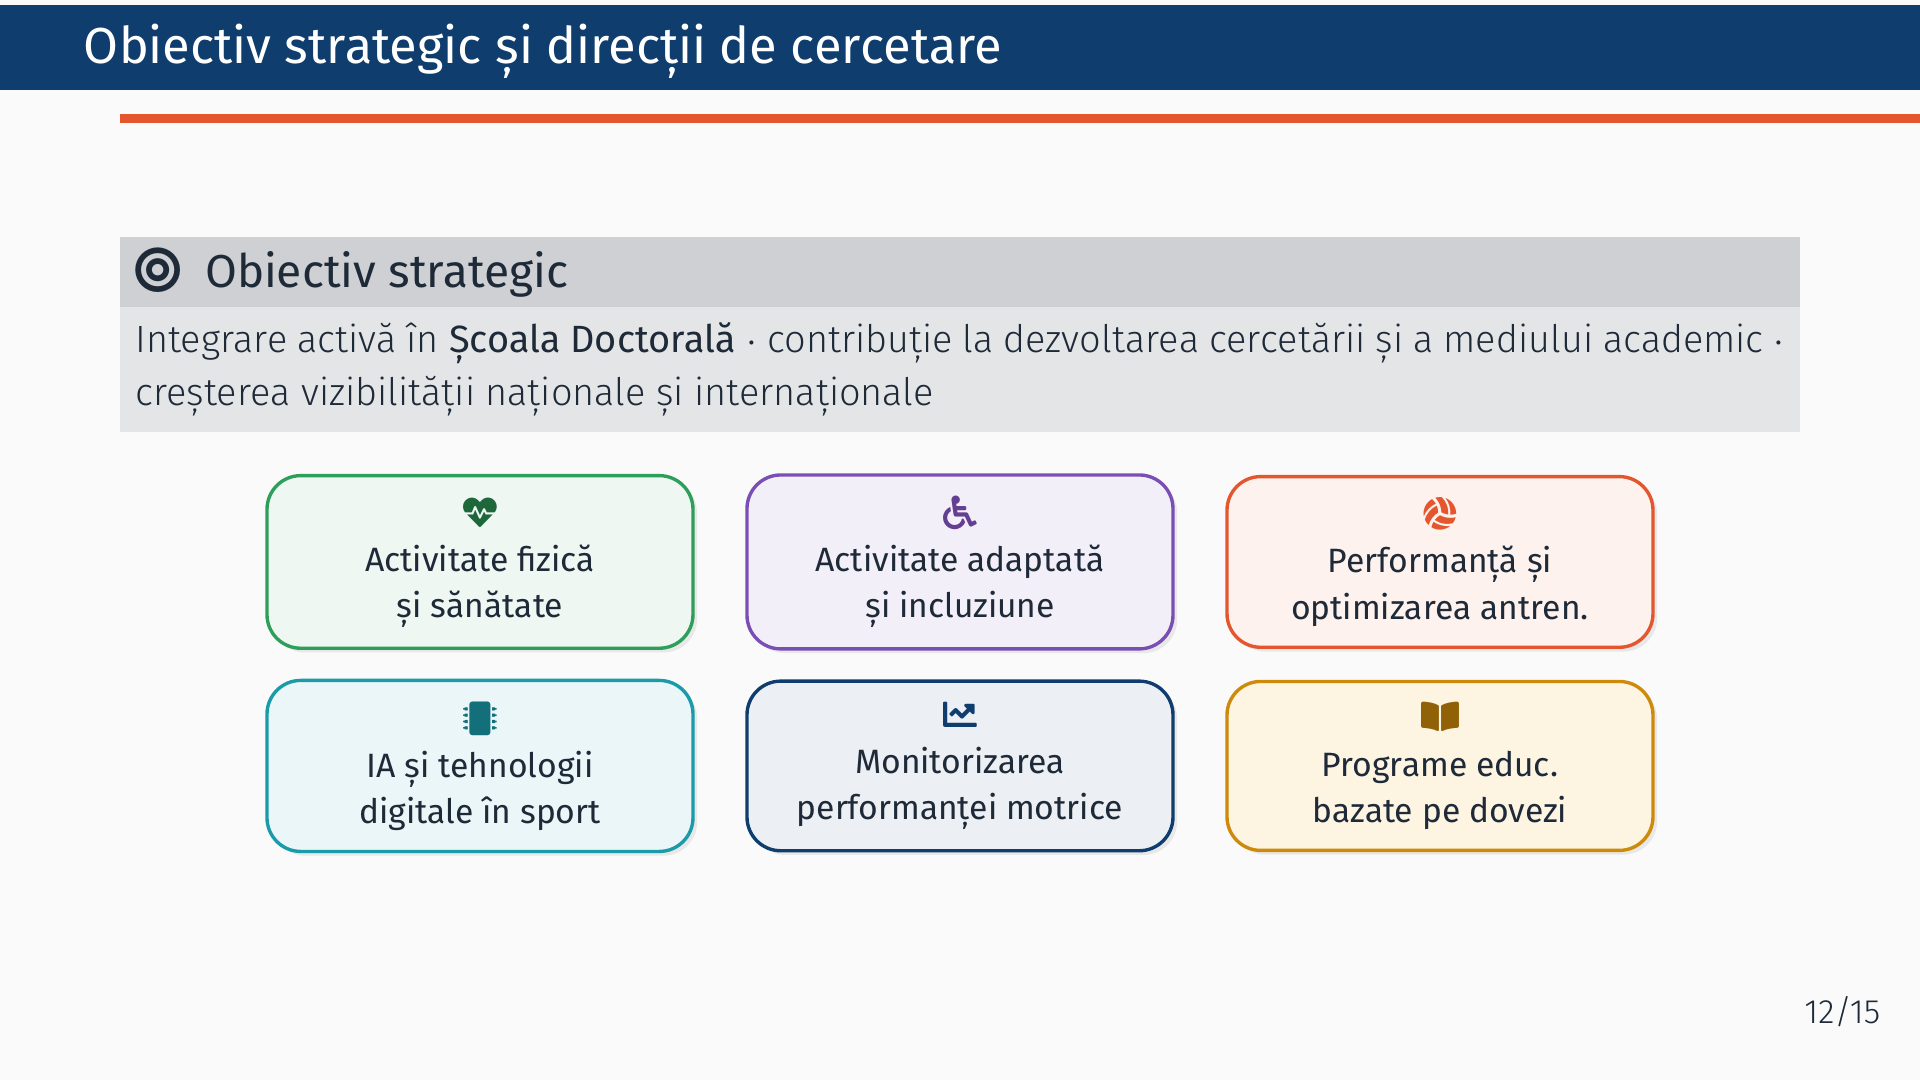 Obiectiv strategic și direcții de cercetare
Obiectiv strategic
Integrare activă în Școala Doctorală · contribuție la dezvoltarea cercetării și a mediului academic ·
creșterea vizibilității naționale și internaționale
Activitate fizică
și sănătate
Activitate adaptată
și incluziune
Performanță și
optimizarea antren.
IA și tehnologii
digitale în sport
Monitorizarea
performanței motrice
Programe educ.
bazate pe dovezi
12/15